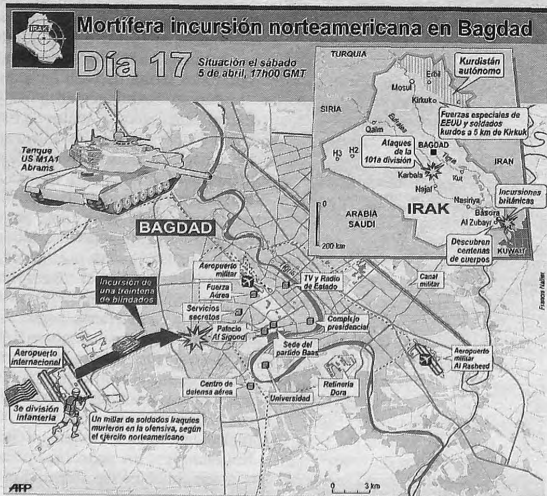 IRAK
Mortífera incursión norteamericana en Bagdad
Día 17
Situación el sábado
5 de abril, 17h00 GMT
Tanque
US M1A1
Abrams
TURQUIA
Kurdistán
autónomo
Erbil
Mosul
Kirkuk
SIRIA
Fuerzas especiales de
EEUU y soldados
kurdos a 5 km de Kirkuk
Qaim
Eufrates
Ataques
de la
101a división
BAGDAD
IRAN
H3
H2
Tigris
Karbala
Kut
Najaf
Incursiones
británicas
Nasiriya
Basora
Al Zubayr
IRAK
ARABIA
SAUDI
Descubren
centenas
de cuerpos
KUWAIT
0
200 km
BAGDAD
Incursión de
una treintena
de blindados
Aeropuerto
militar
TV y Radio
de Estado
Canal
militar
Fuerza
Aérea
Servicios
secretos
Complejo
presidencial
Palacio
Al Sigood
Sede del
partido Baas
Aeropuerto
internacional
Aeropuerto
militar
Al Rasheed
3e división
infantería
Centro de
defensa aérea
Refinería
Dora
Universidad
Un millar de soldados iraquíes
murieron en la ofensiva, según
el ejército norteamericano
AFP
0
3 km